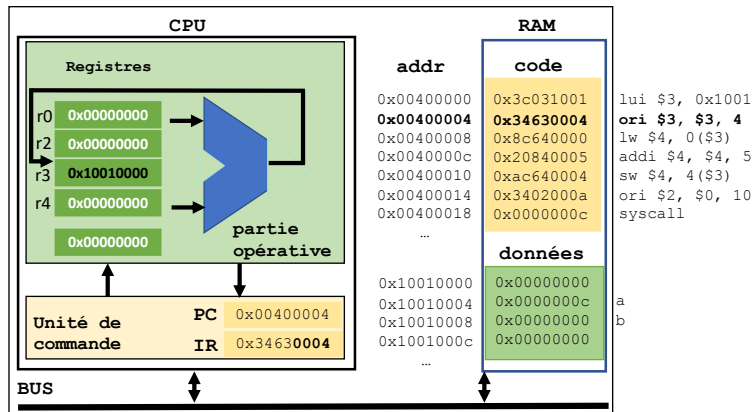 CPU
RAM
Registres
addr
code
r0 0x00000000
r2 0x00000000
r3 0x10010000
r4 0x00000000
0x00000000
partie
opérative
0x00400000 0x3c031001 lui $3, 0x1001
0x00400004 0x34630004 ori $3, $3, 4
0x00400008 0x8c640000 lw $4, 0($3)
0x0040000c 0x20840005 addi $4, $4, 5
0x00400010 0xac640004 sw $4, 4($3)
0x00400014 0x3402000a ori $2, $0, 10
0x00400018 0x0000000c syscall
…
données
0x10010000 0x00000000
0x10010004 0x0000000c a
0x10010008 0x00000000 b
0x1001000c 0x00000000
…
Unité de
commande
PC 0x00400004
IR 0x34630004
BUS